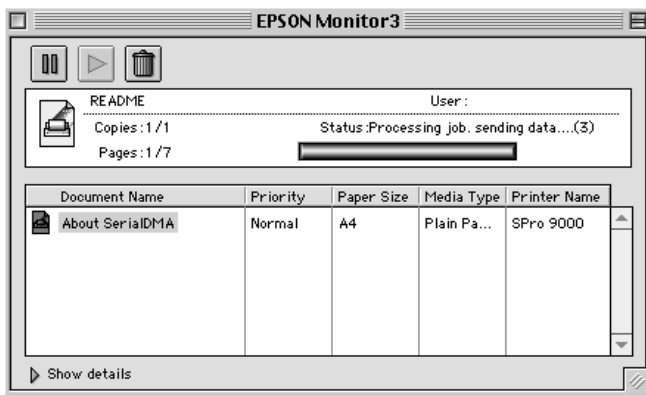 EPSON Monitor3
README
User :
Copies : 1 / 1
Status :Processing job. sending data....(3)
Pages : 1 / 7
Document Name Priority Paper Size Media Type Printer Name
About SerialDMA Normal A4 Plain Pa... SPro 9000
Show details